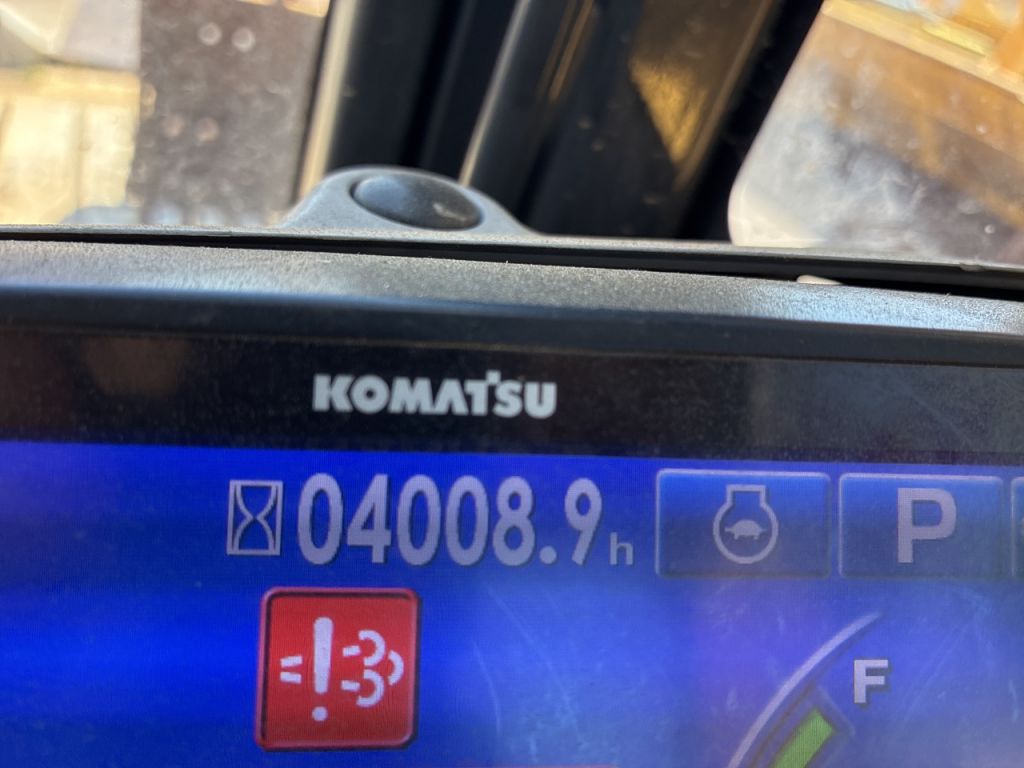 KOMATSU
04008.9h P
F